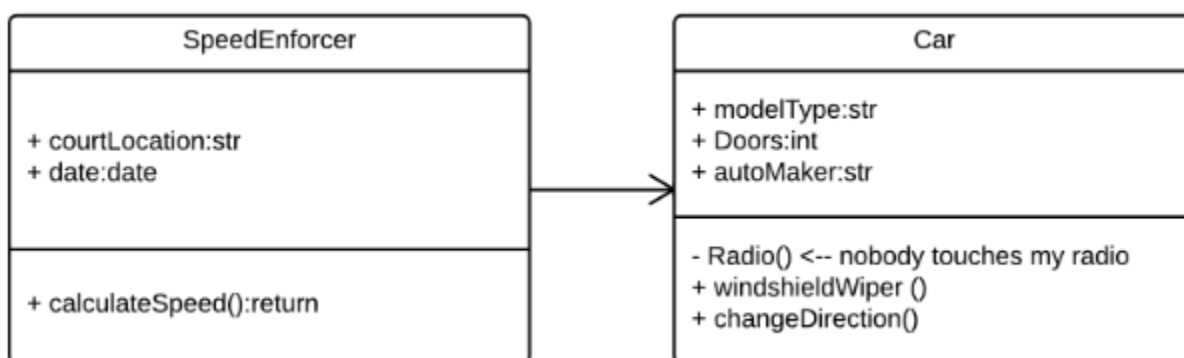 SpeedEnforcer
+ courtLocation:str
+ date:date
+ calculateSpeed():return
Car
+ modelType:str
+ Doors:int
+ autoMaker:str
- Radio() <-- nobody touches my radio
+ windshieldWiper ()
+ changeDirection()